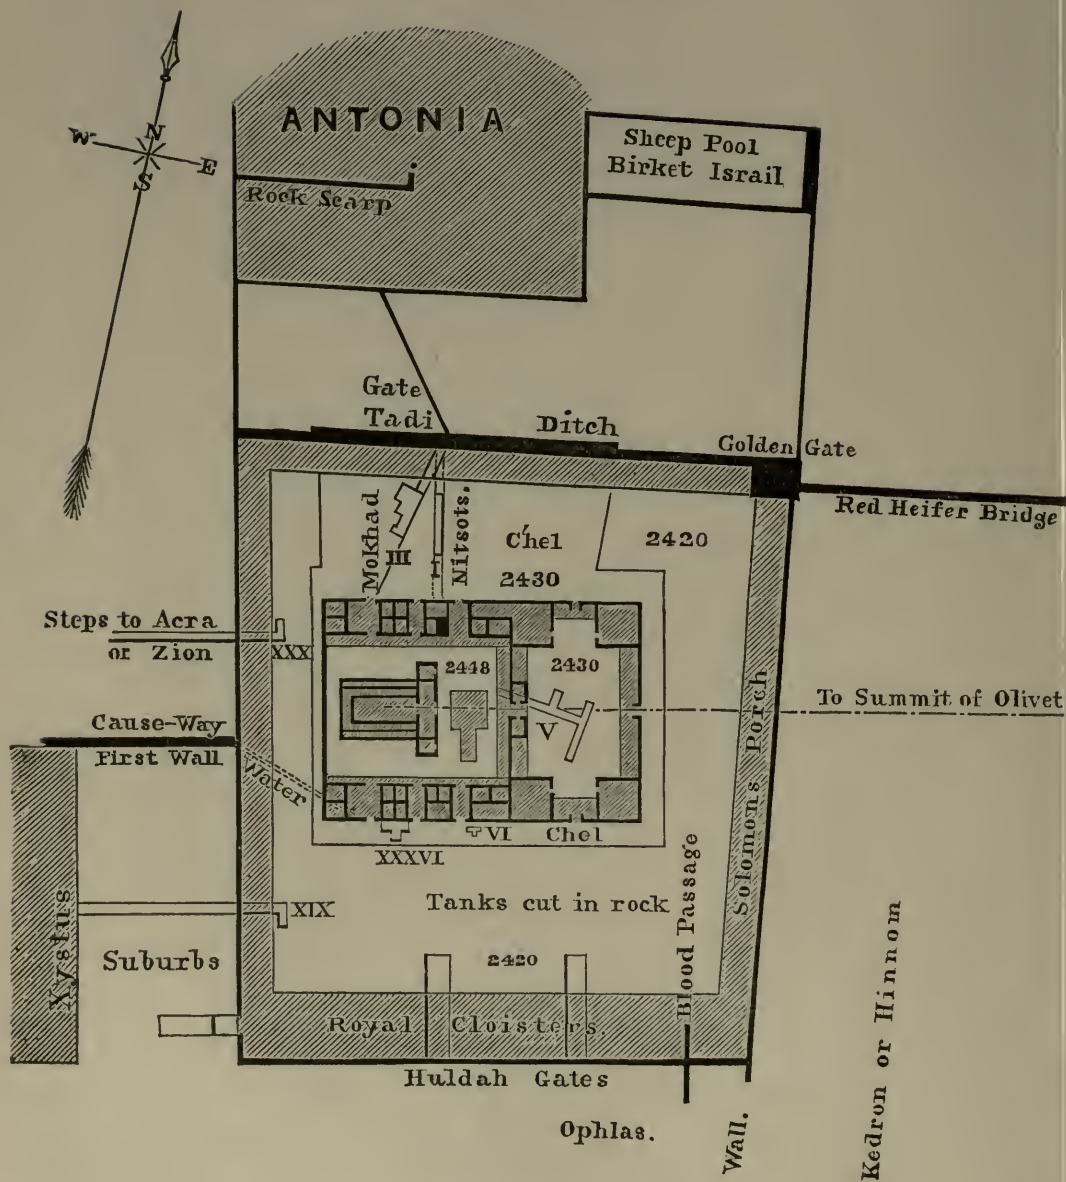 ANTONIA
Sheep Pool
Birket Israil
N
W
E
S
Rock Scarp
Gate
Tadi
Ditch
Golden Gate
Red Heifer Bridge
Mokhad
III
I
Nitsots.
Chel
2430
2420
Steps to Acra
or Zion
XXX
2448
2430
To Summit of Olivet
Cause-Way
First Wall
Water
V
Solomons Porch
VI
Chel
XXXVI
Blood Passage
Tanks cut in rock
XIX
Xystus
Suburbs
2420
Royal Cloisters.
Huldah Gates
Ophlas.
Wall.
Kedron or Hinnom